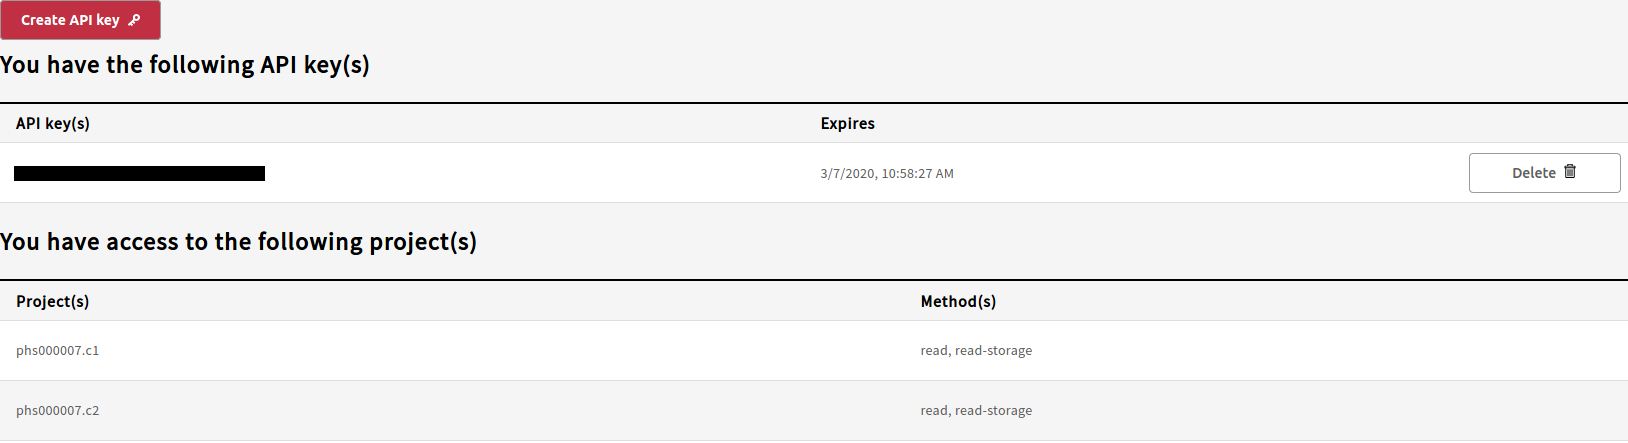 Create API key
You have the following API key(s)
API key(s) Expires
3/7/2020, 10:58:27 AM Delete
You have access to the following project(s)
Project(s) Method(s)
phs000007.c1 read, read-storage
phs000007.c2 read, read-storage